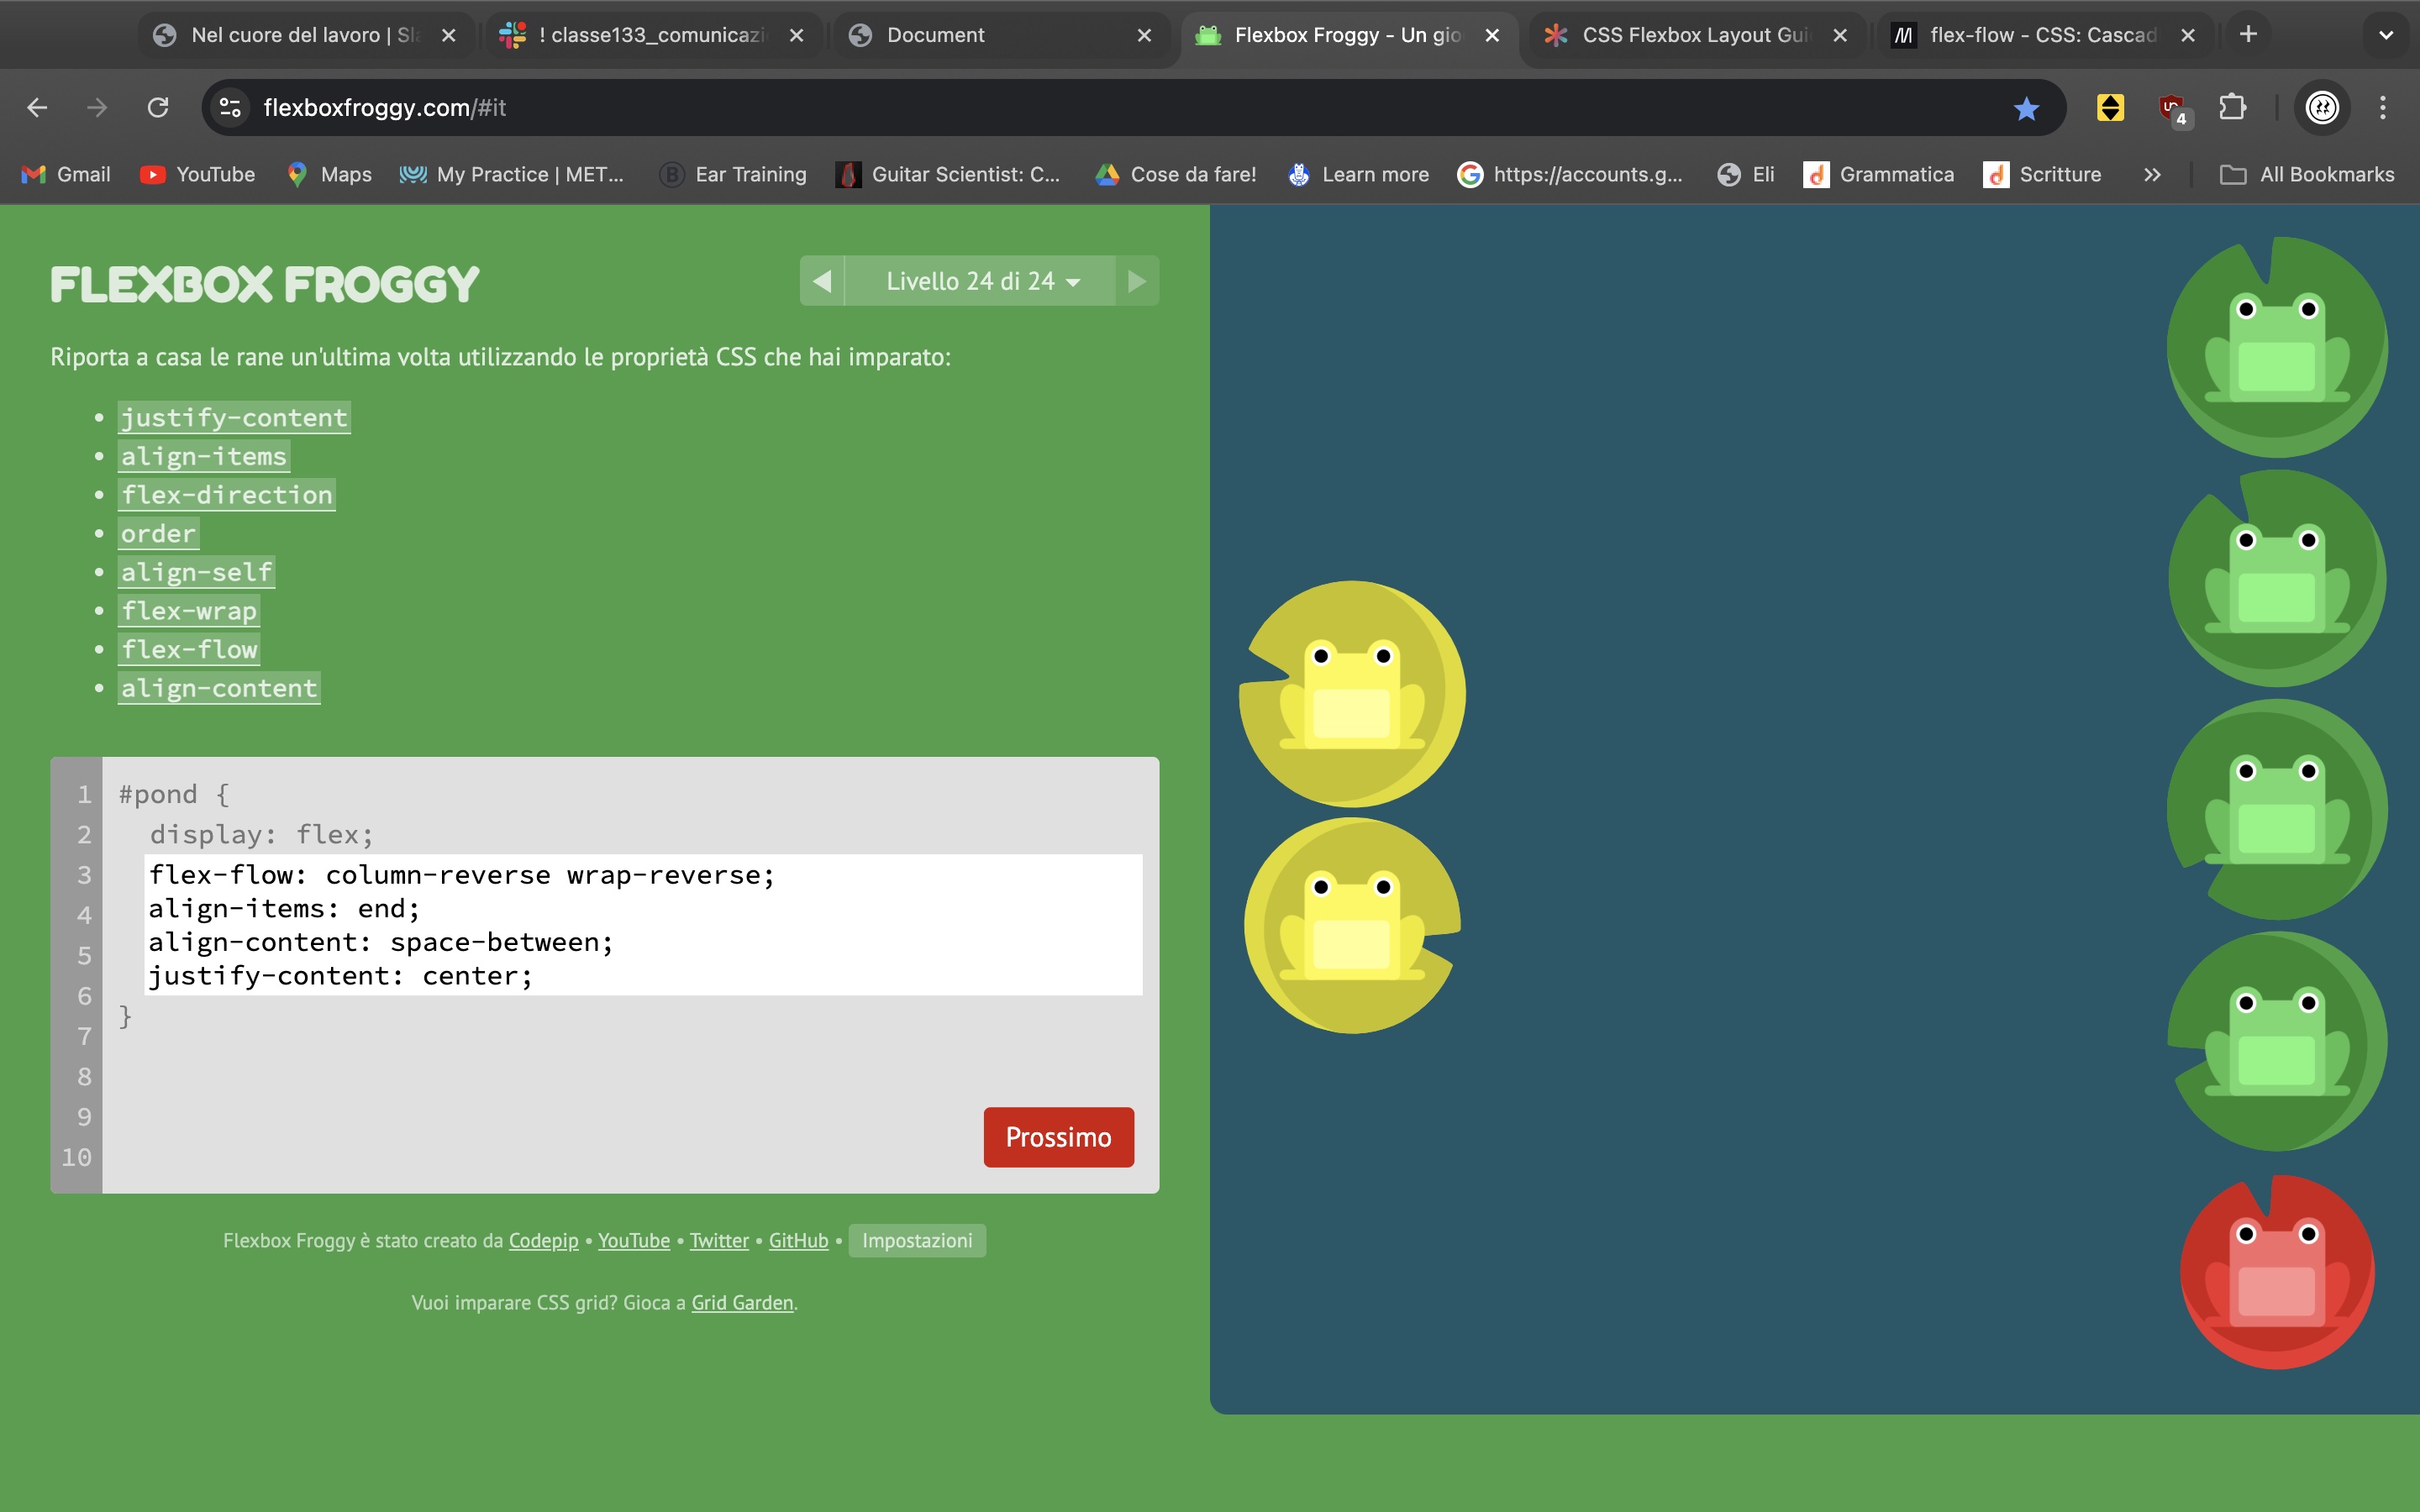 Nel cuore del lavoro | Sla
! classe133_comunicazi
Document
Flexbox Froggy - Un gio
CSS Flexbox Layout Gui
flex-flow - CSS: Cascad
flexboxfroggy.com/#it
4
Gmail
YouTube
Maps
My Practice | MET...
Ear Training
Guitar Scientist: C...
Cose da fare!
Learn more
https://accounts.g...
Eli
Grammatica
Scritture
All Bookmarks
FLEXBOX FROGGY
Livello 24 di 24
Riporta a casa le rane un'ultima volta utilizzando le proprietà CSS che hai imparato:
• justify-content
• align-items
• flex-direction
• order
• align-self
• flex-wrap
• flex-flow
• align-content
1 #pond {
2 display: flex;
3 flex-flow: column-reverse wrap-reverse;
4 align-items: end;
5 align-content: space-between;
6 justify-content: center;
7 }
8
9
10
Prossimo
Flexbox Froggy è stato creato da Codepip • YouTube • Twitter • GitHub • Impostazioni
Vuoi imparare CSS grid? Gioca a Grid Garden.